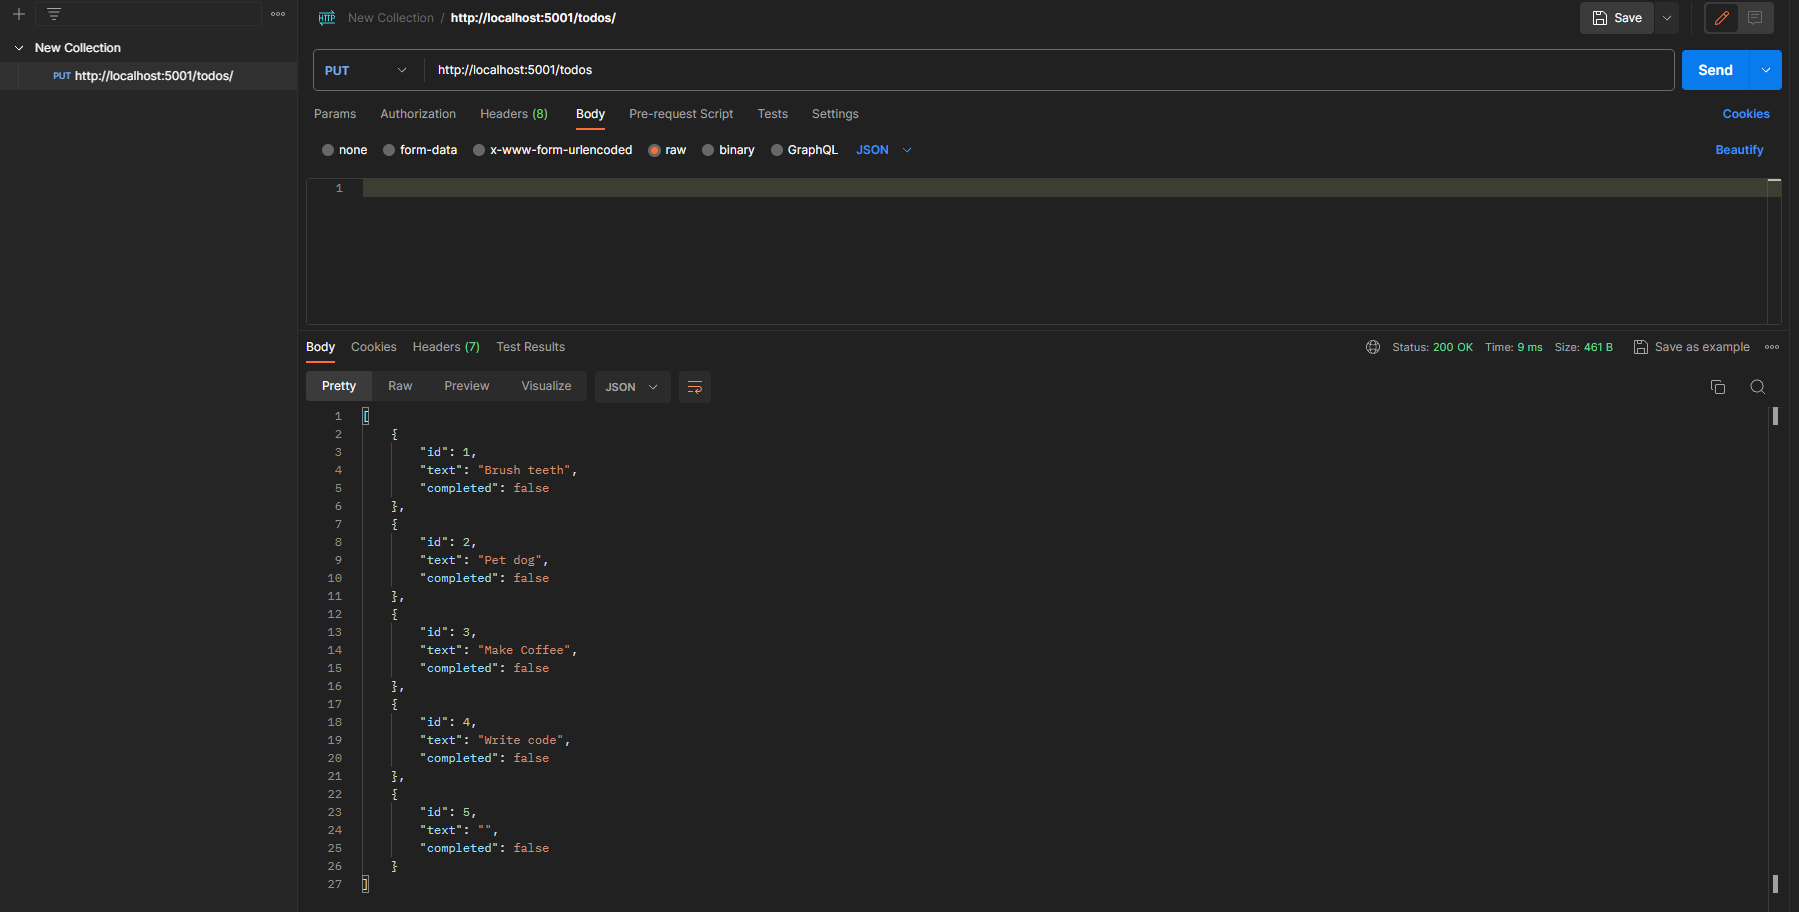 New Collection
PUT http://localhost:5001/todos/
HTTP New Collection / http://localhost:5001/todos/
Save
PUT http://localhost:5001/todos
Send
Params Authorization Headers (8) Body Pre-request Script Tests Settings Cookies
none form-data x-www-form-urlencoded raw binary GraphQL JSON Beautify
1
Body Cookies Headers (7) Test Results Status: 200 OK Time: 9 ms Size: 461 B Save as example
Pretty Raw Preview Visualize JSON
1 [
2 {
3 "id": 1,
4 "text": "Brush teeth",
5 "completed": false
6 },
7 {
8 "id": 2,
9 "text": "Pet dog",
10 "completed": false
11 },
12 {
13 "id": 3,
14 "text": "Make Coffee",
15 "completed": false
16 },
17 {
18 "id": 4,
19 "text": "Write code",
20 "completed": false
21 },
22 {
23 "id": 5,
24 "text": "",
25 "completed": false
26 }
27 ]